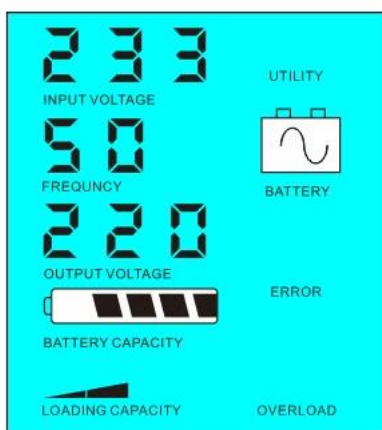 233
UTILITY
INPUT VOLTAGE
50
FREQUNCY
BATTERY
220
OUTPUT VOLTAGE
ERROR
BATTERY CAPACITY
LOADING CAPACITY
OVERLOAD